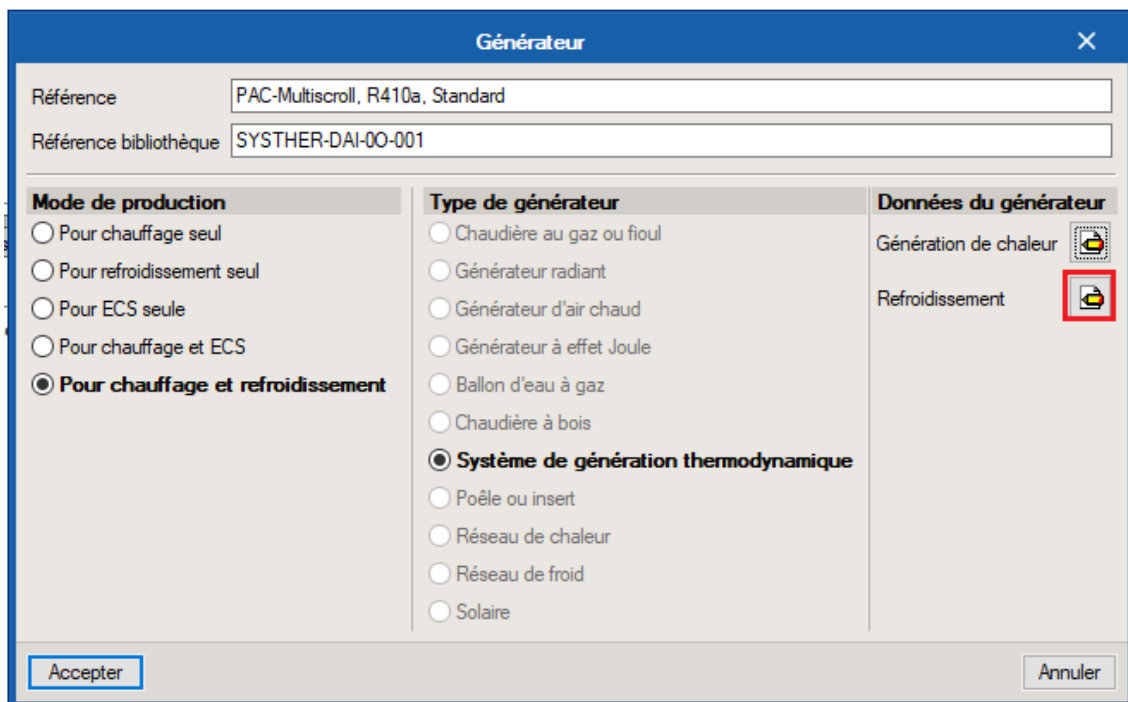 Générateur
Référence
PAC-Multiscroll, R410a, Standard
Référence bibliothèque
SYSTHER-DAI-0O-001
Mode de production
Pour chauffage seul
Pour refroidissement seul
Pour ECS seule
Pour chauffage et ECS
Pour chauffage et refroidissement
Type de générateur
Chaudière au gaz ou fioul
Générateur radiant
Générateur d'air chaud
Générateur à effet Joule
Ballon d'eau à gaz
Chaudière à bois
Système de génération thermodynamique
Poêle ou insert
Réseau de chaleur
Réseau de froid
Solaire
Données du générateur
Génération de chaleur
Refroidissement
Accepter
Annuler